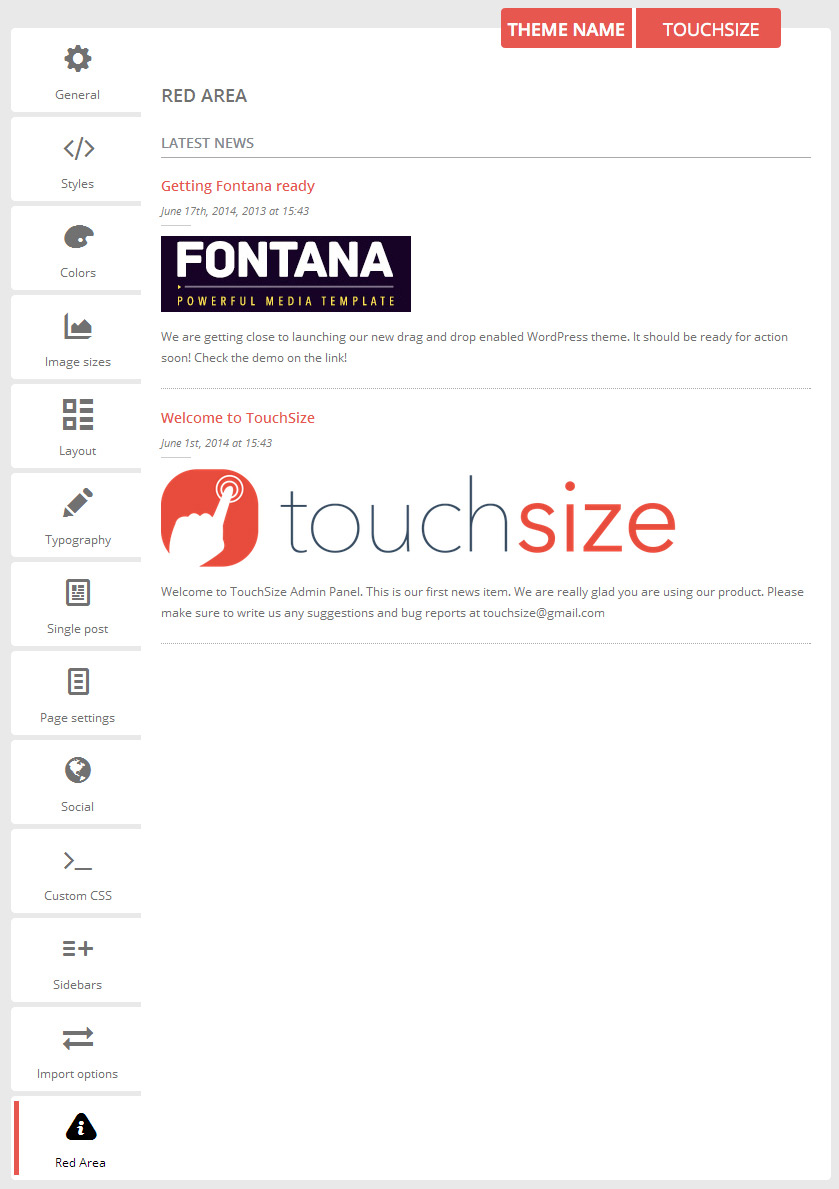 THEME NAME
TOUCHSIZE
General
Styles
Colors
Image sizes
Layout
Typography
Single post
Page settings
Social
Custom CSS
Sidebars
Import options
Red Area
RED AREA
LATEST NEWS
Getting Fontana ready
June 17th, 2014, 2013 at 15:43
FONTANA
POWERFUL MEDIA TEMPLATE
We are getting close to launching our new drag and drop enabled WordPress theme. It should be ready for action
soon! Check the demo on the link!
Welcome to TouchSize
June 1st, 2014 at 15:43
touchsize
Welcome to TouchSize Admin Panel. This is our first news item. We are really glad you are using our product. Please
make sure to write us any suggestions and bug reports at touchsize@gmail.com